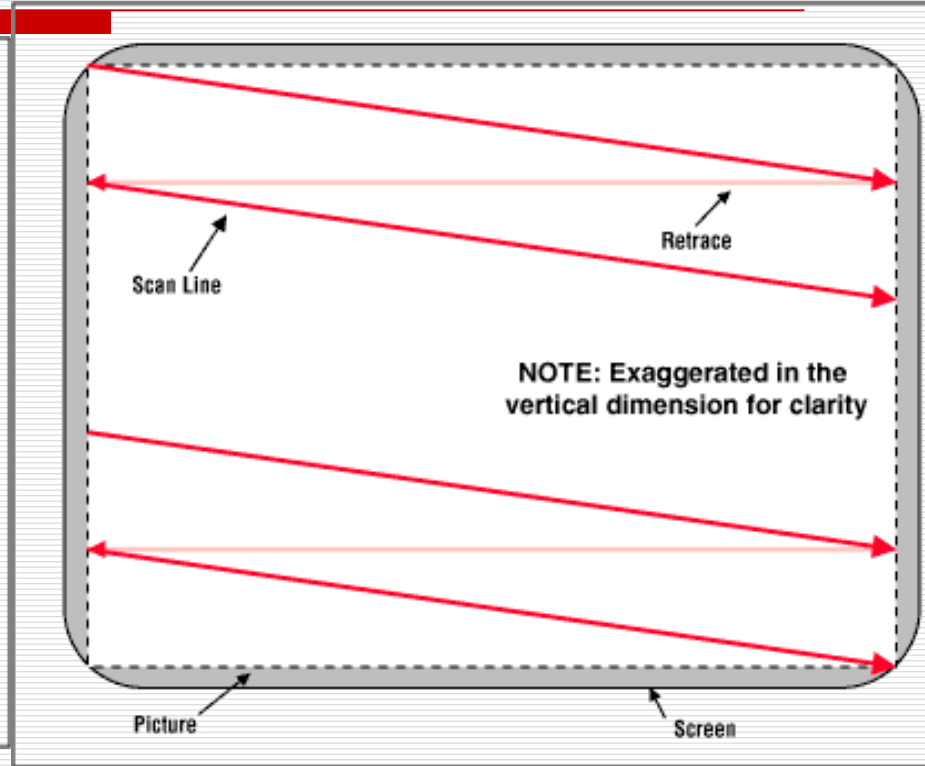 Retrace
Scan Line
NOTE: Exaggerated in the
vertical dimension for clarity
Picture
Screen